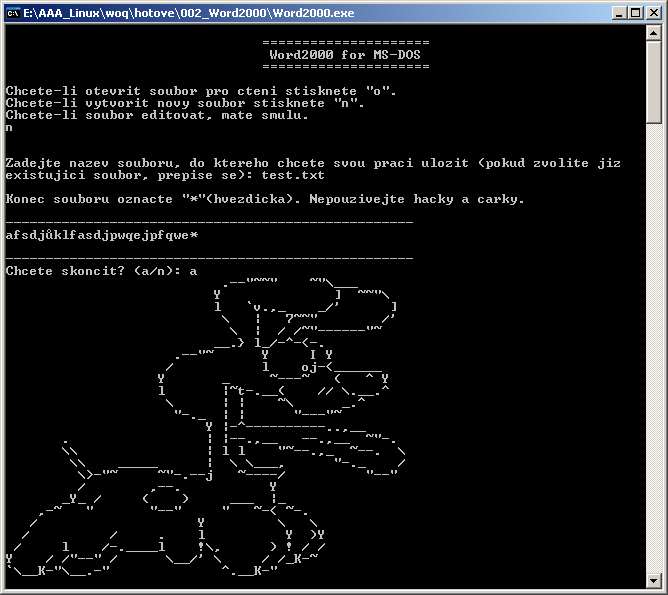 E:\AAA_Linux\woq\hotove\002_Word2000\Word2000.exe
=====================
Word2000 for MS-DOS
=====================
Chcete-li otevrit soubor pro cteni stisknete "o".
Chcete-li vytvorit novy soubor stisknete "n".
Chcete-li soubor editovat, mate smulu.
n
Zadejte nazev souboru, do ktereho chcete svou praci ulozit (pokud zvolite jiz
existujici soubor, prepise se): test.txt
Konec souboru oznacte "*"(hvezdicka). Nepouzivejte hacky a carky.
afsdjůklfasdjpwqejpfqwe*
Chcete skoncit? (a/n): a